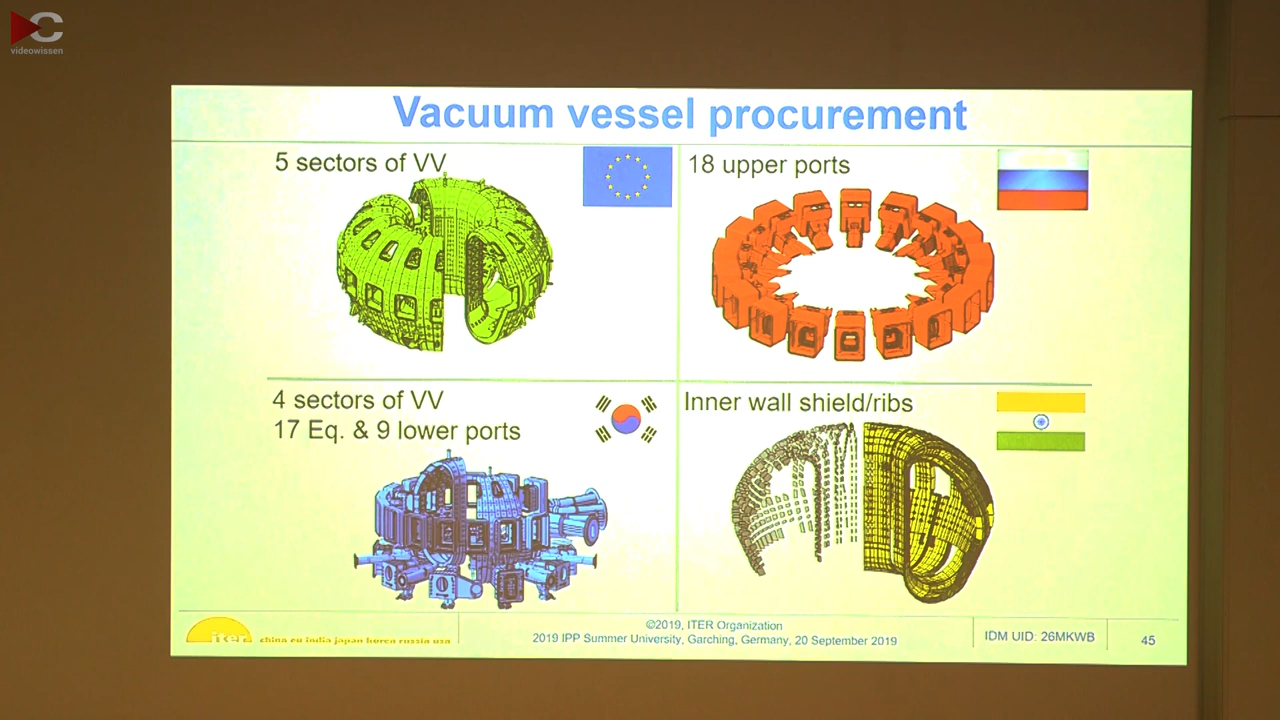 C
videowissen
Vacuum vessel procurement
5 sectors of VV
18 upper ports
4 sectors of VV
17 Eq. & 9 lower ports
Inner wall shield/ribs
iter
china eu india japan korea russia usa
©2019, ITER Organization
2019 IPP Summer University, Garching, Germany, 20 September 2019
IDM UID: 26MKWB
45